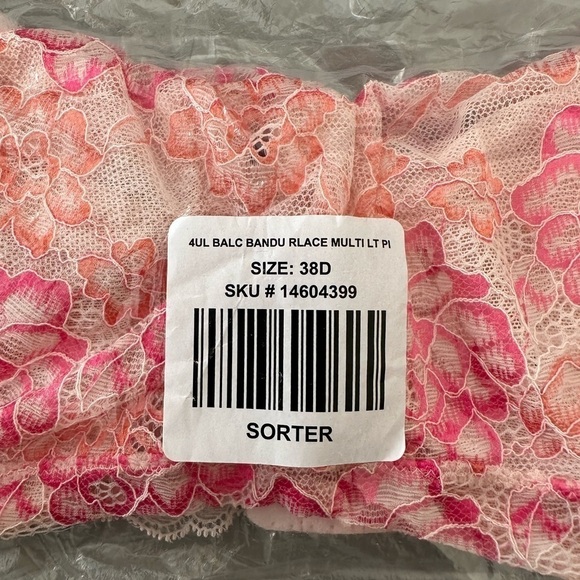 4UL BALC BANDU RLACE MULTI LT PI
SIZE: 38D
SKU # 14604399
SORTER